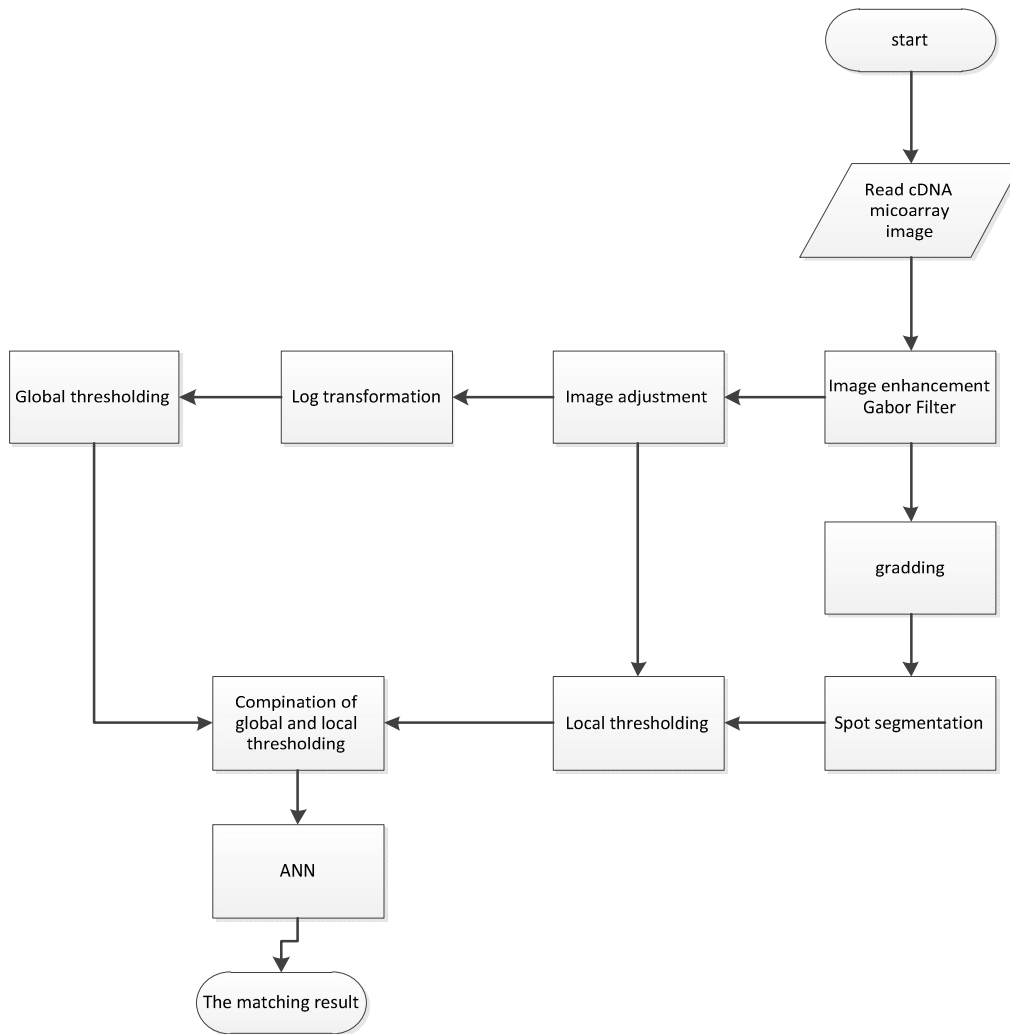 start
Read cDNA
micoarray
image
Global thresholding
Log transformation
Image adjustment
Image enhancement
Gabor Filter
gradding
Compination of
global and local
thresholding
Local thresholding
Spot segmentation
ANN
The matching result